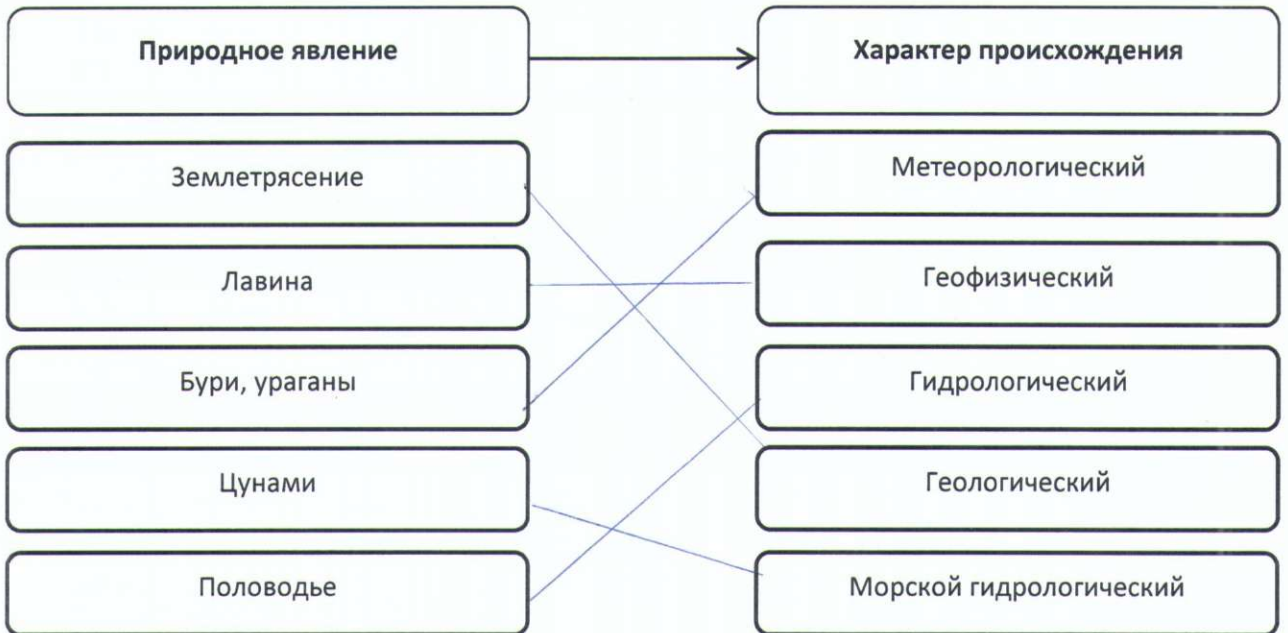 Природное явление
Характер происхождения
Землетрясение
Метеорологический
Лавина
Геофизический
Бури, ураганы
Гидрологический
Цунами
Геологический
Половодье
Морской гидрологический